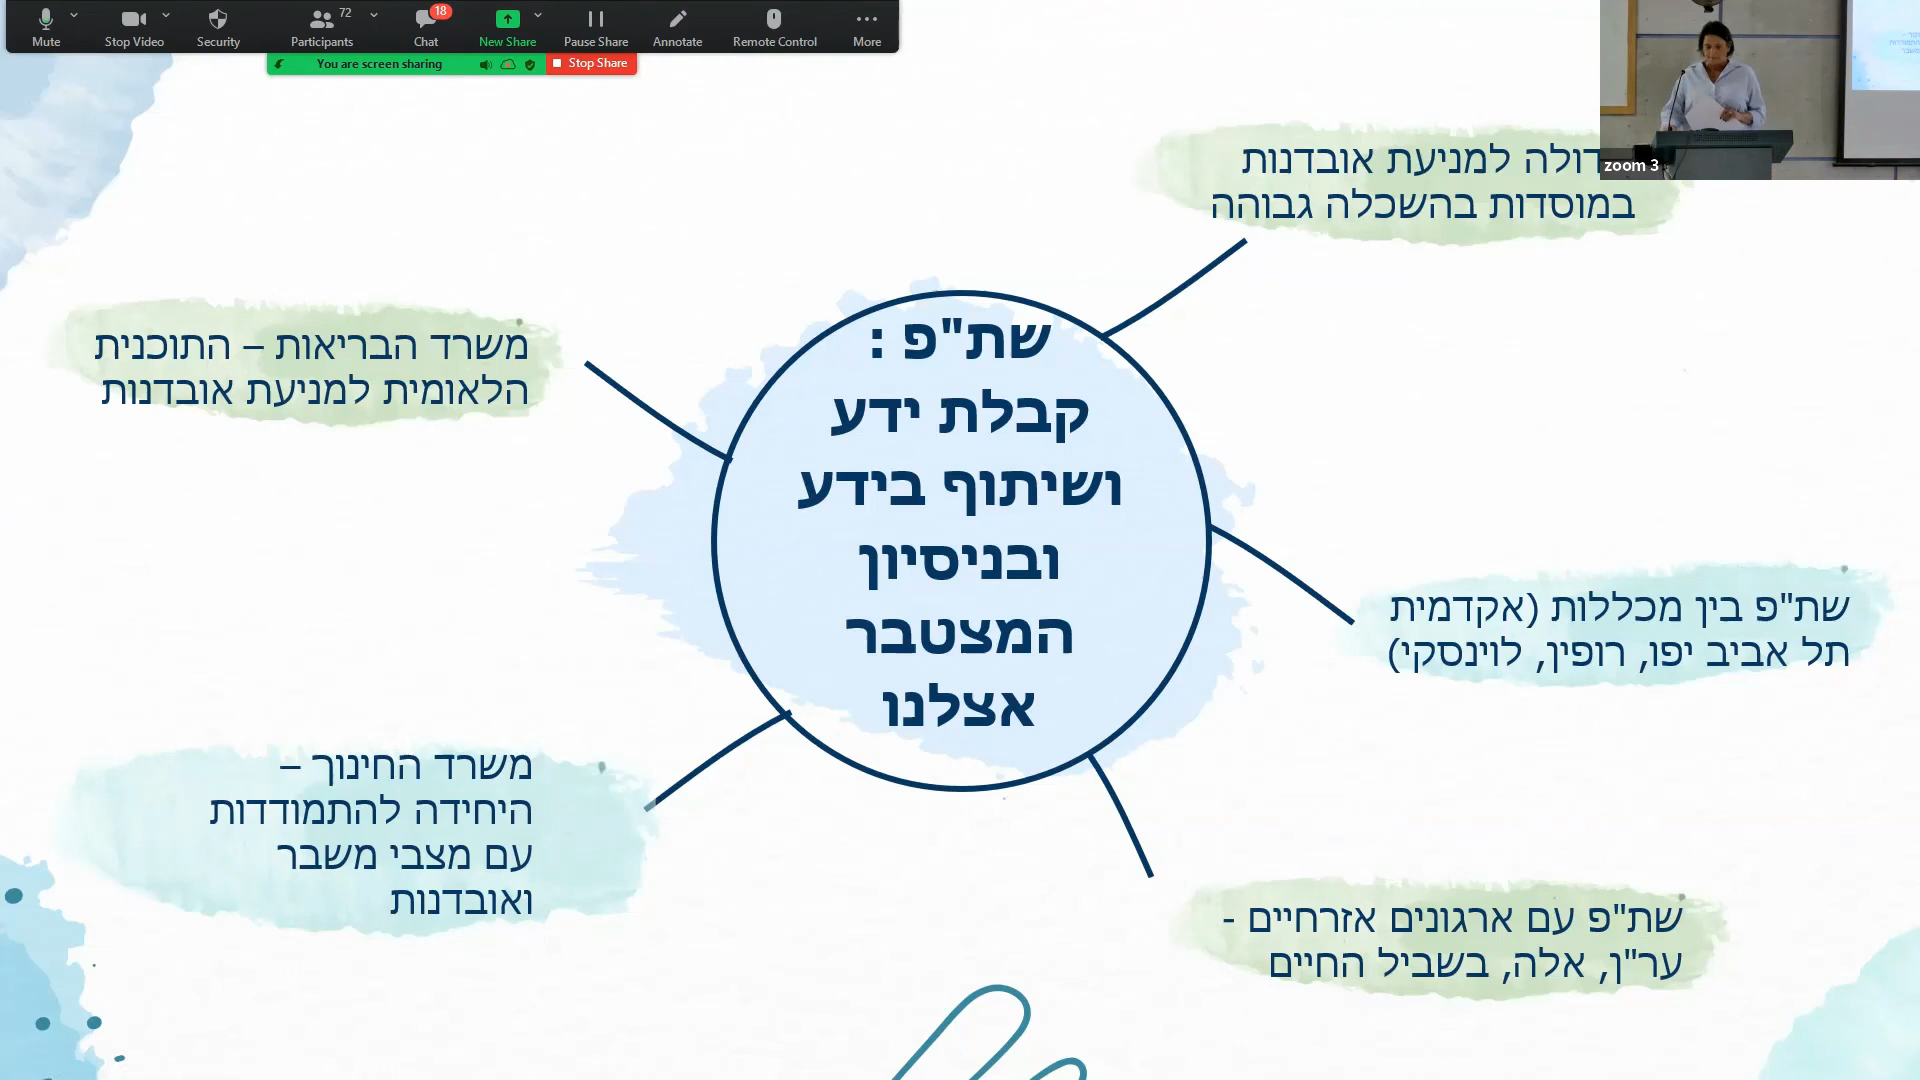 Mute
Stop Video
Security
Participants 72
Chat 18
New Share
Pause Share
Annotate
Remote Control
More
You are screen sharing
Stop Share
zoom 3
למניעת אובדנות
במוסדות בהשכלה גבוהה
משרד הבריאות – התוכנית
הלאומית למניעת אובדנות
שת"פ :
קבלת ידע
ושיתוף בידע
ובניסיון
המצטבר
אצלנו
שת"פ בין מכללות (אקדמית
תל אביב יפו, רופין, לוינסקי)
משרד החינוך –
היחידה להתמודדות
עם מצבי משבר
ואובדנות
שת"פ עם ארגונים אזרחיים -
ער"ן, אלה, בשביל החיים